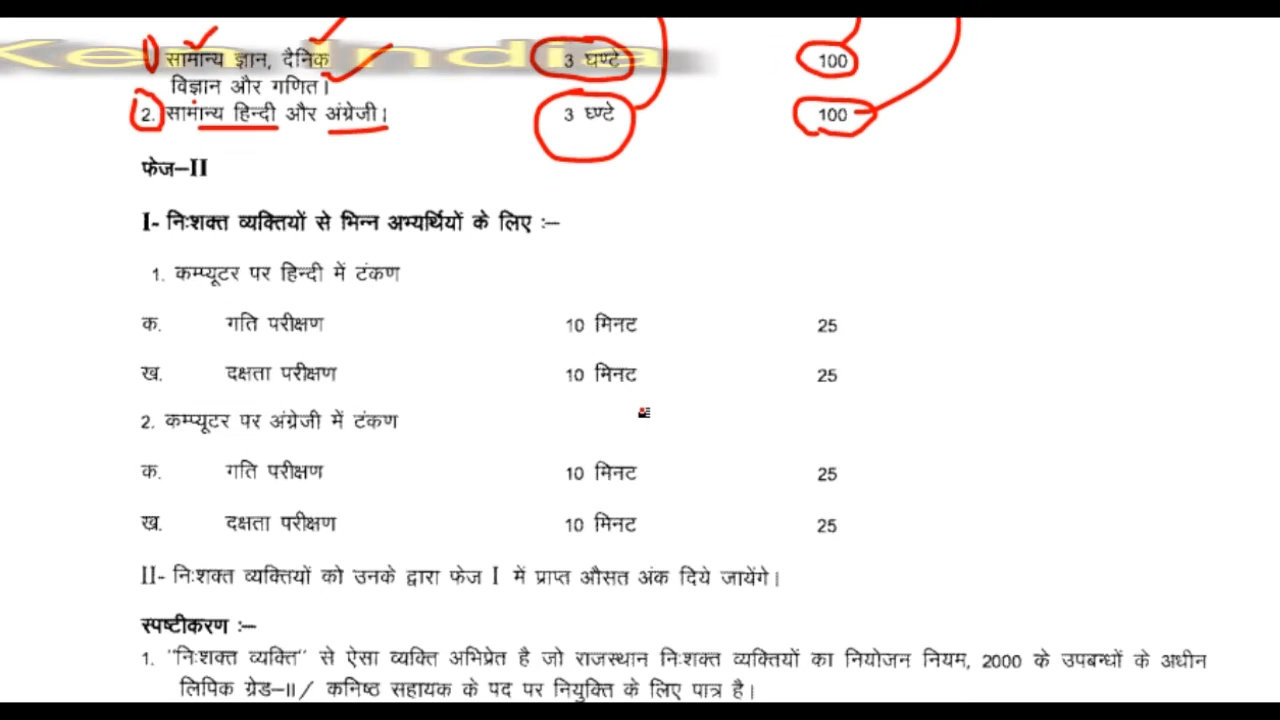 Ken India
1. सामान्य ज्ञान, दैनिक 3 घण्टे 100
विज्ञान और गणित।
2. सामान्य हिन्दी और अंग्रेजी। 3 घ्ण्टे 100
फेज–II
I- निःशक्त व्यक्तियों से भिन्न अभ्यर्थियों के लिए :–
1. कम्प्यूटर पर हिन्दी में टंकण
क. गति परीक्षण 10 मिनट 25
ख. दक्षता परीक्षण 10 मिनट 25
2. कम्प्यूटर पर अंग्रेजी में टंकण
क. गति परीक्षण 10 मिनट 25
ख. दक्षता परीक्षण 10 मिनट 25
II- निःशक्त व्यक्तियों को उनके द्वारा फेज I में प्राप्त औसत अंक दिये जायेंगे।
स्पष्टीकरण :–
1. "निःशक्त व्यक्ति" से ऐसा व्यक्ति अभिप्रेत है जो राजस्थान निःशक्त व्यक्तियों का नियोजन नियम, 2000 के उपबन्धों के अधीन
लिपिक ग्रेड–II/ कनिष्ठ सहायक के पद पर नियुक्ति के लिए पात्र है।